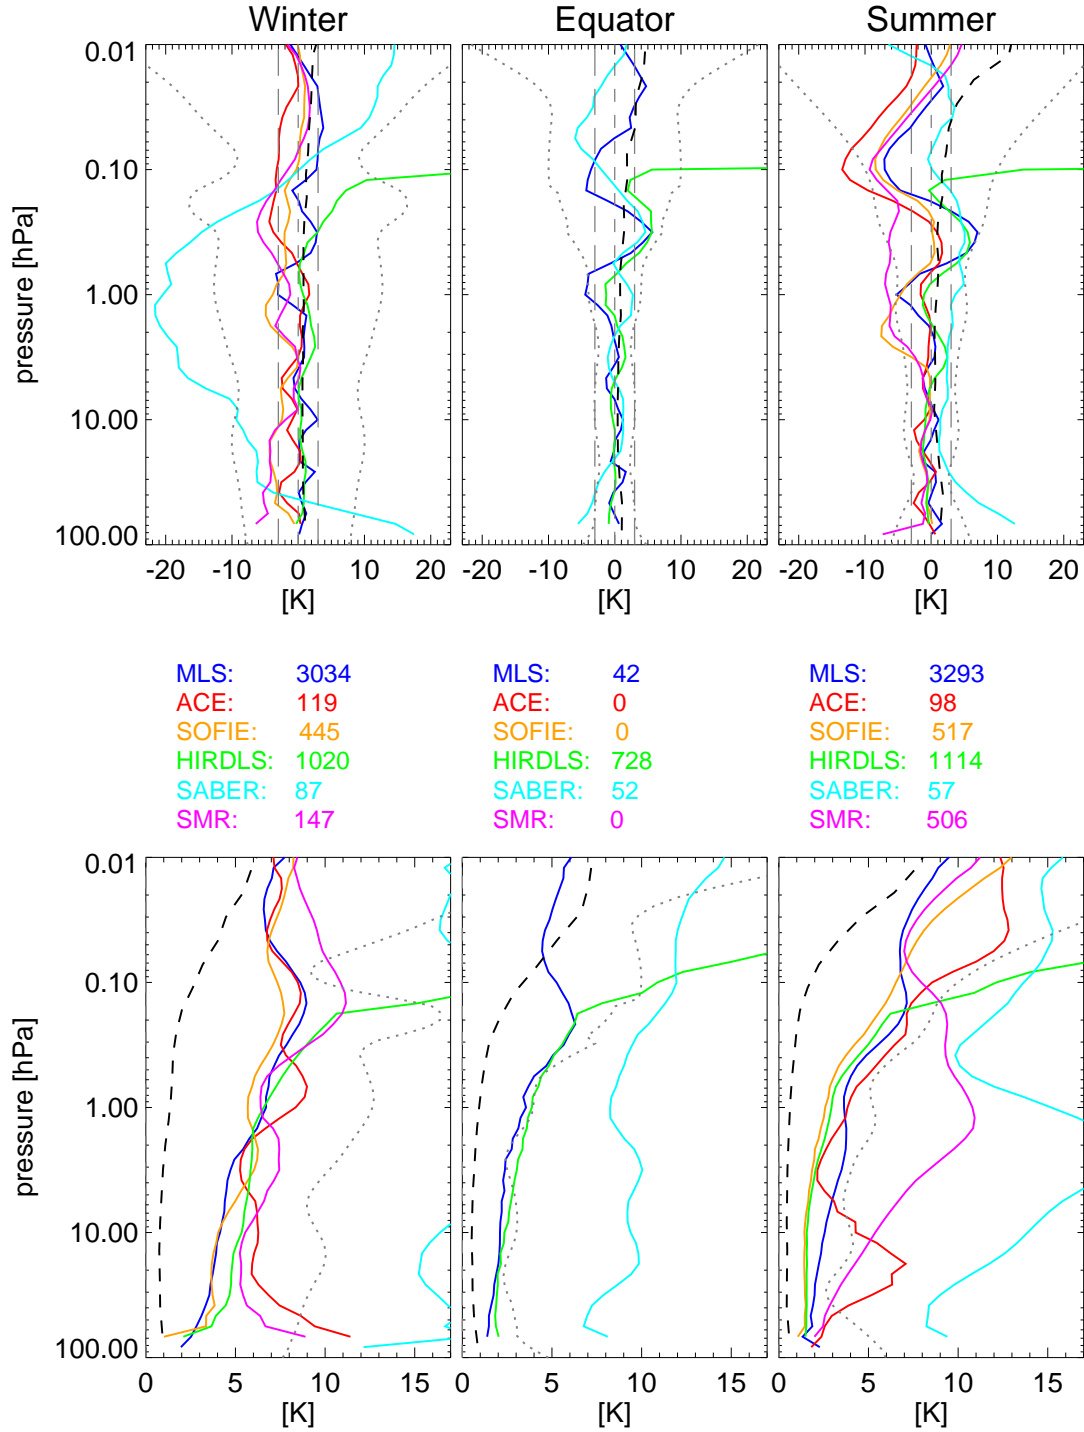 Winter Equator Summer
0.01
0.10
1.00
10.00
100.00
pressure [hPa]
-20 -10 0 10 20 -20 -10 0 10 20 -20 -10 0 10 20
[K] [K] [K]
MLS: 3034 MLS: 42 MLS: 3293
ACE: 119 ACE: 0 ACE: 98
SOFIE: 445 SOFIE: 0 SOFIE: 517
HIRDLS: 1020 HIRDLS: 728 HIRDLS: 1114
SABER: 87 SABER: 52 SABER: 57
SMR: 147 SMR: 0 SMR: 506
0.01
0.10
1.00
10.00
100.00
pressure [hPa]
0 5 10 15 0 5 10 15 0 5 10 15
[K] [K] [K]